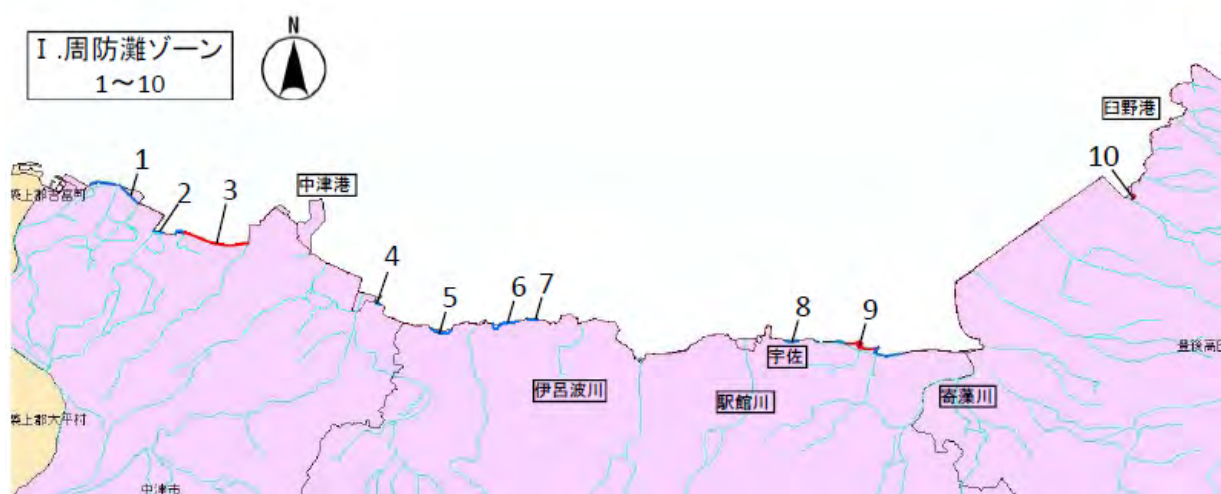 Ⅰ.周防灘ゾーン
1～10
N
臼野港
10
1
2
3
中津港
築上郡吉富町
4
5
6
7
8
9
宇佐
豊後高田
伊呂波川
駅館川
寄藻川
築上郡大平村
中津市